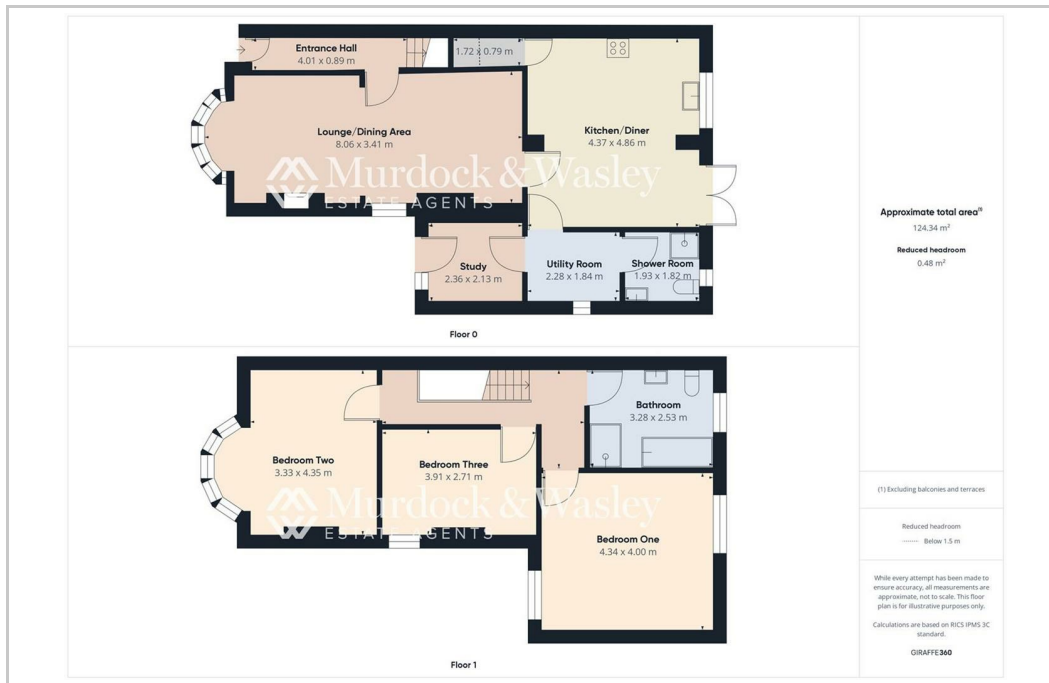 Entrance Hall
4.01 x 0.89 m
1.72 x 0.79 m
Lounge/Dining Area
8.06 x 3.41 m
Kitchen/Diner
4.37 x 4.86 m
Murdock & Wasley
ESTATE AGENTS
Study
2.36 x 2.13 m
Utility Room
2.28 x 1.84 m
Shower Room
1.93 x 1.82 m
Floor 0
Bathroom
3.28 x 2.53 m
Bedroom Two
3.33 x 4.35 m
Bedroom Three
3.91 x 2.71 m
Murdock & Wasley
ESTATE AGENTS
Bedroom One
4.34 x 4.00 m
Floor 1
Approximate total area(1)
124.34 m²
Reduced headroom
0.48 m²
(1) Excluding balconies and terraces
Reduced headroom
Below 1.5 m
While every attempt has been made to
ensure accuracy, all measurements are
approximate, not to scale. This floor
plan is for illustrative purposes only.
Calculations are based on RICS IPMS 3C
standard.
GIRAFFE360